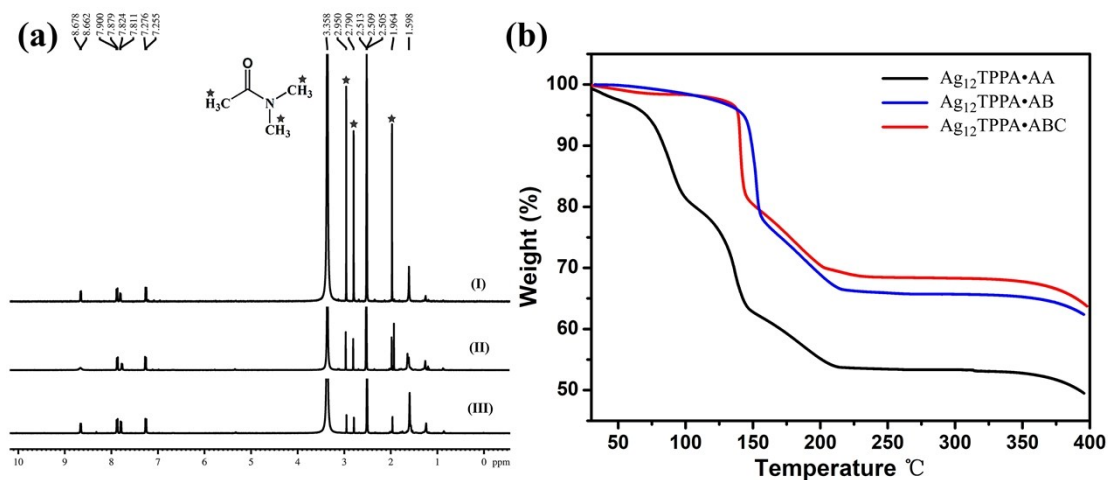 (a)
8.678
8.662
7.900
7.879
7.824
7.811
7.276
7.255
3.358
2.950
2.790
2.513
2.509
2.505
1.964
1.598
O
H₃C
N
CH₃
CH₃
(I)
(II)
(III)
10 9 8 7 6 5 4 3 2 1 0 ppm
(b)
Ag₁₂TPPA•AA
Ag₁₂TPPA•AB
Ag₁₂TPPA•ABC
Weight (%)
100
90
80
70
60
50
50 100 150 200 250 300 350 400
Temperature ℃